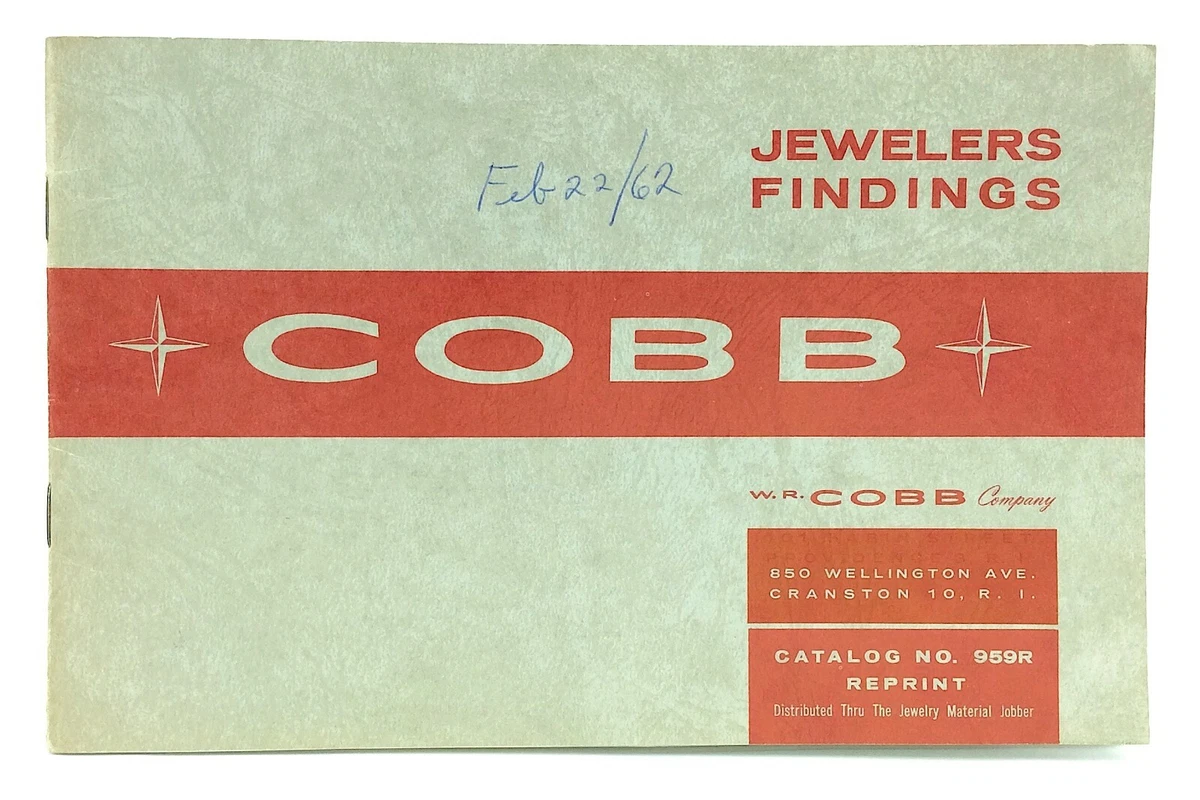 JEWELERS
FINDINGS
Feb 22/62
COBB
W. R. COBB Company
850 WELLINGTON AVE.
CRANSTON 10, R. I.
CATALOG NO. 959R
REPRINT
Distributed Thru The Jewelry Material Jobber